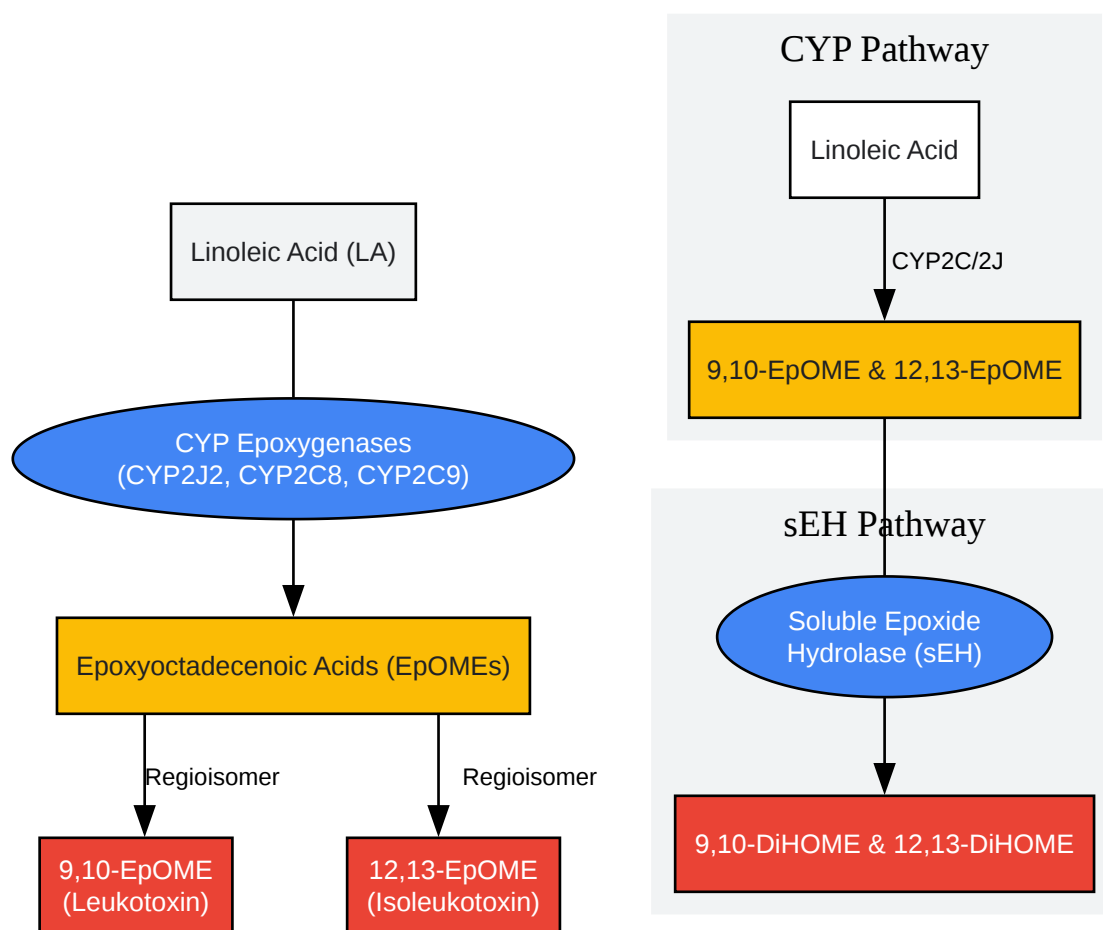 Linoleic Acid (LA)
CYP Epoxygenases
(CYP2J2, CYP2C8, CYP2C9)
Epoxyoctadecenoic Acids (EpOMEs)
Regioisomer
Regioisomer
9,10-EpOME
(Leukotoxin)
12,13-EpOME
(Isoleukotoxin)
CYP Pathway
Linoleic Acid
CYP2C/2J
9,10-EpOME & 12,13-EpOME
sEH Pathway
Soluble Epoxide
Hydrolase (sEH)
9,10-DiHOME & 12,13-DiHOME